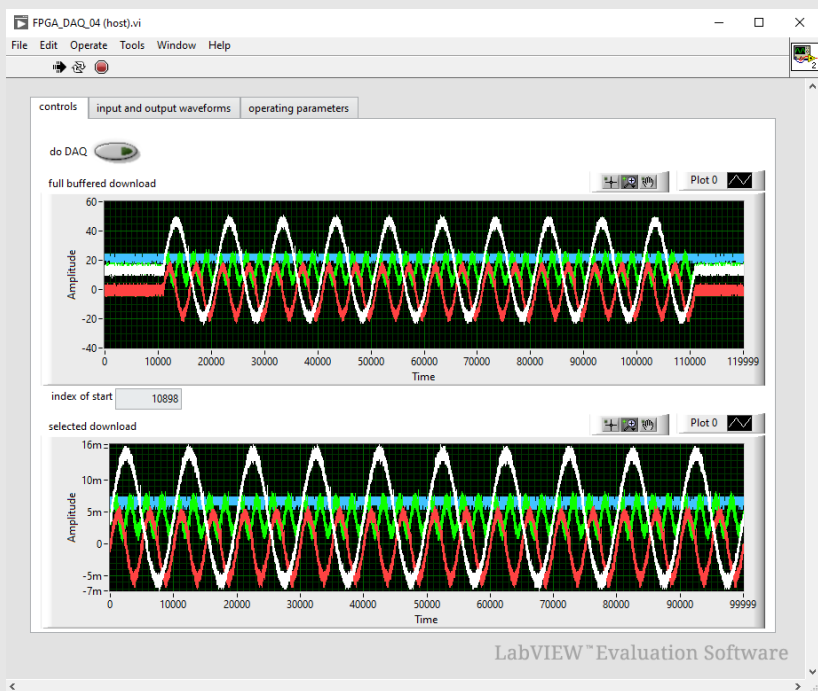 FPGA_DAQ_04 (host).vi
File Edit Operate Tools Window Help
2
controls input and output waveforms operating parameters
do DAQ
full buffered download
Plot 0
60
40
20
0
-20
-40
Amplitude
0 10000 20000 30000 40000 50000 60000 70000 80000 90000 100000 110000 119999
Time
index of start 10898
selected download
Plot 0
16m
10m
5m
0
-5m
-7m
Amplitude
0 10000 20000 30000 40000 50000 60000 70000 80000 90000 99999
Time
LabVIEW™ Evaluation Software